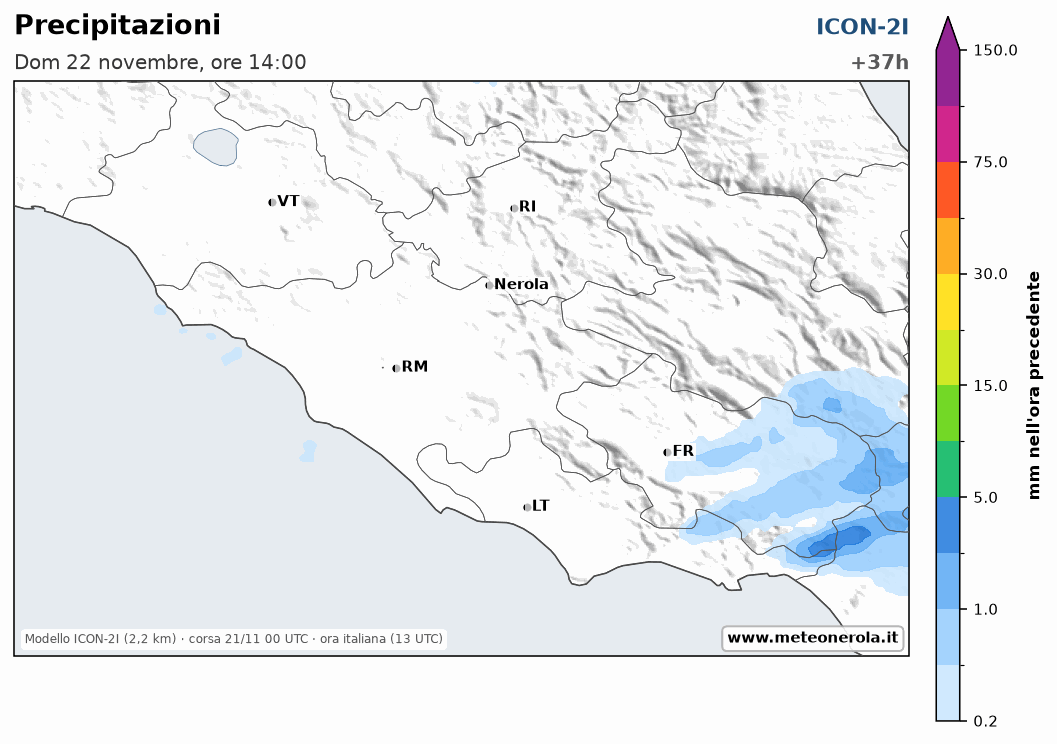 Precipitazioni
ICON-2I
Dom 22 novembre, ore 14:00
+37h
150.0
75.0
30.0
15.0
5.0
1.0
0.2
mm nell'ora precedente
VT
RI
Nerola
RM
FR
LT
Modello ICON-2I (2,2 km) · corsa 21/11 00 UTC · ora italiana (13 UTC)
www.meteonerola.it